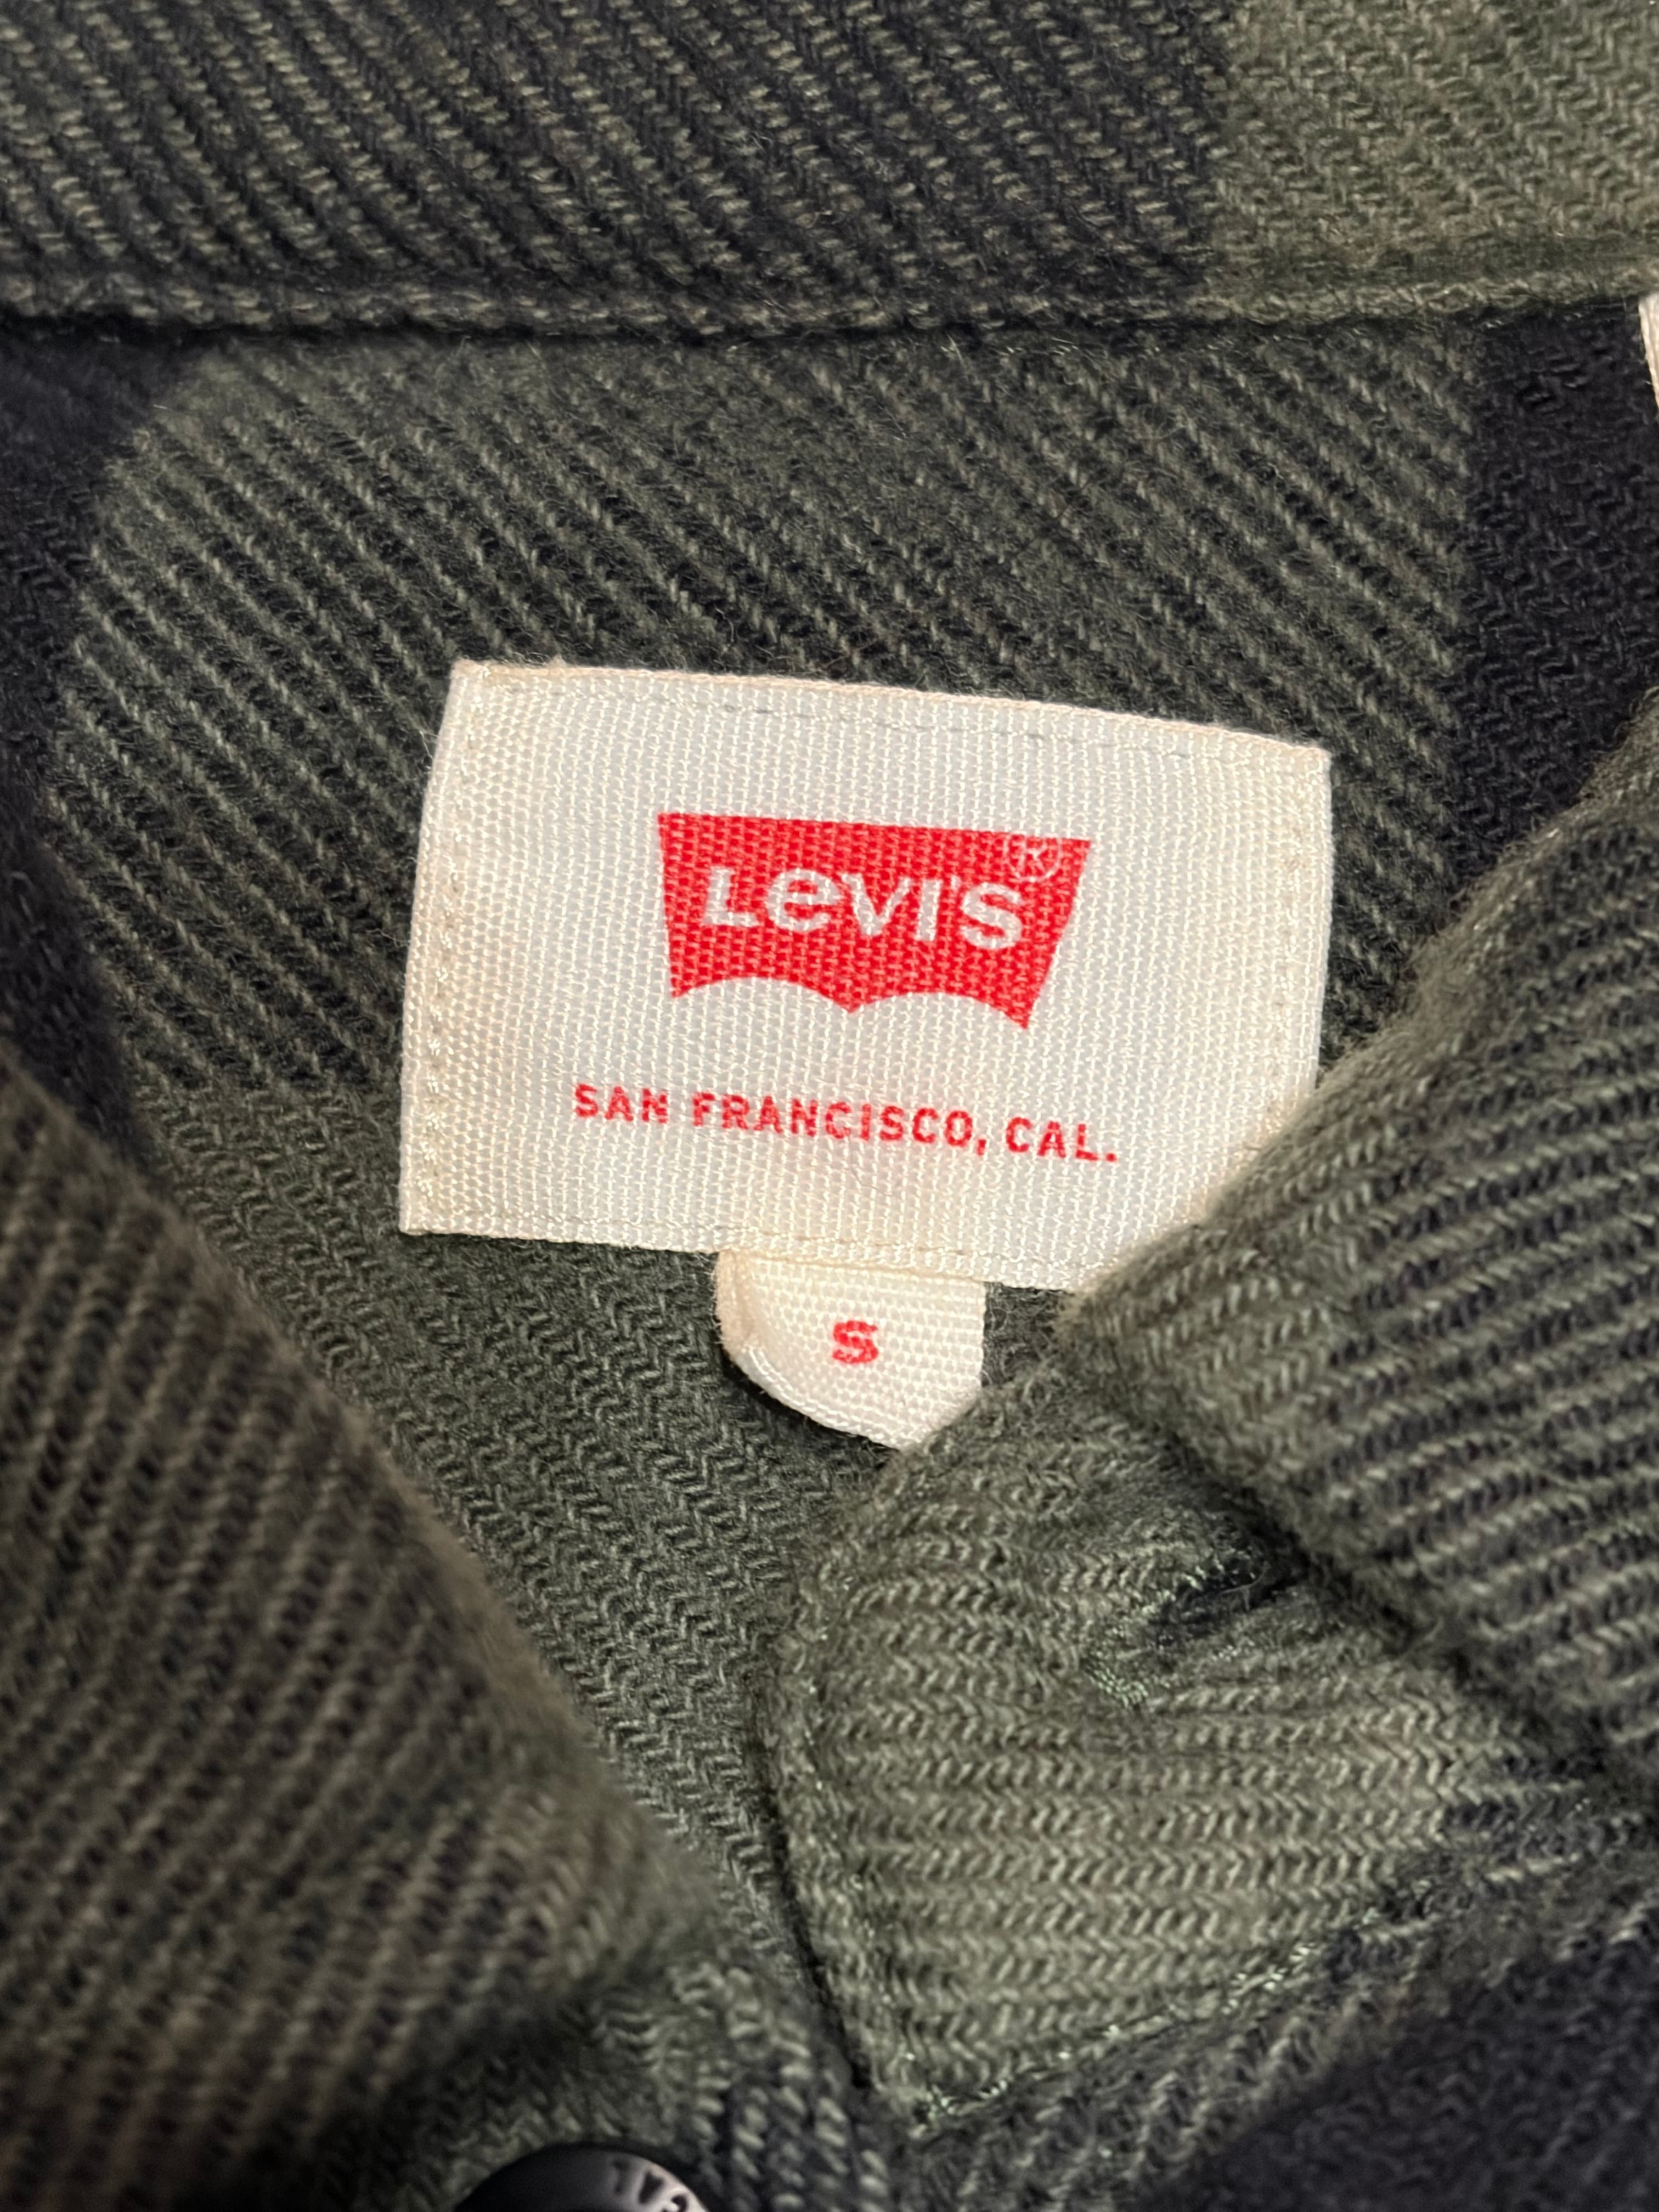 Levi's®
SAN FRANCISCO, CAL.
S